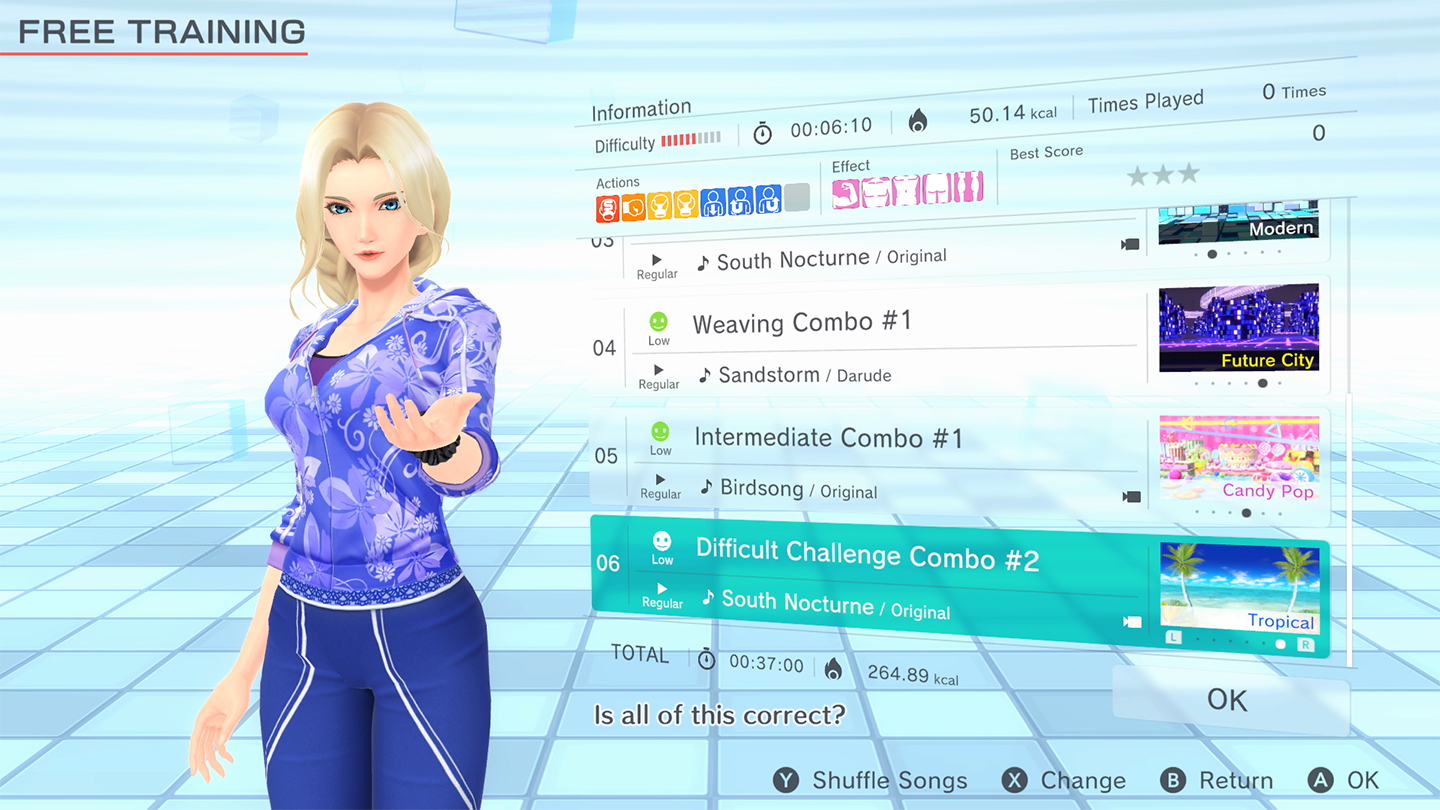 FREE TRAINING
Information
Difficulty 00:06:10 50.14 kcal Times Played 0 Times
Actions Effect Best Score 0
03 Regular South Nocturne / Original Modern
04 Low Weaving Combo #1
Regular Sandstorm / Darude Future City
05 Low Intermediate Combo #1
Regular Birdsong / Original Candy Pop
06 Low Difficult Challenge Combo #2
Regular South Nocturne / Original Tropical
L R
TOTAL 00:37:00 264.89 kcal
Is all of this correct?
OK
Y Shuffle Songs X Change B Return A OK